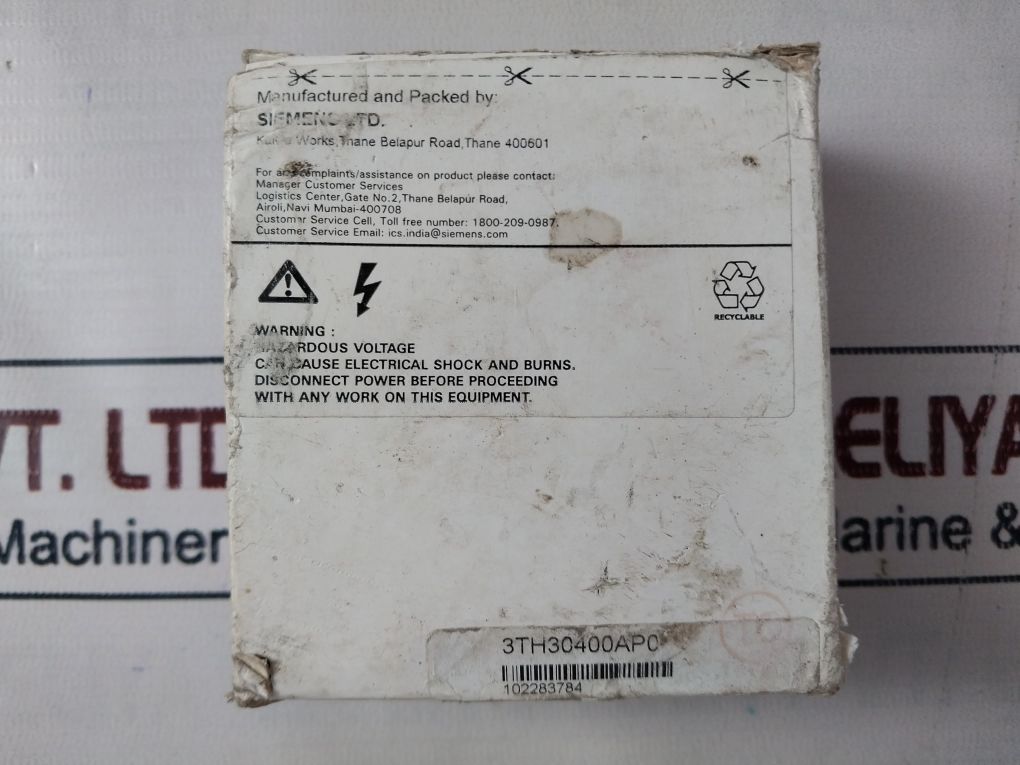 Manufactured and Packed by:
SIEMENS LTD.
Works, Thane Belapur Road, Thane 400601
For any complaints/assistance on product please contact:
Manager Customer Services
Logistics Center, Gate No.2, Thane Belapur Road,
Airoli, Navi Mumbai-400708
Customer Service Cell, Toll free number: 1800-209-0987.
Customer Service Email: ics.india@siemens.com
RECYCLABLE
WARNING :
HAZARDOUS VOLTAGE
CAN CAUSE ELECTRICAL SHOCK AND BURNS.
DISCONNECT POWER BEFORE PROCEEDING
WITH ANY WORK ON THIS EQUIPMENT.
VT. LTD
ELIYA
Machiner
arine &
3TH30400AP0
102283784